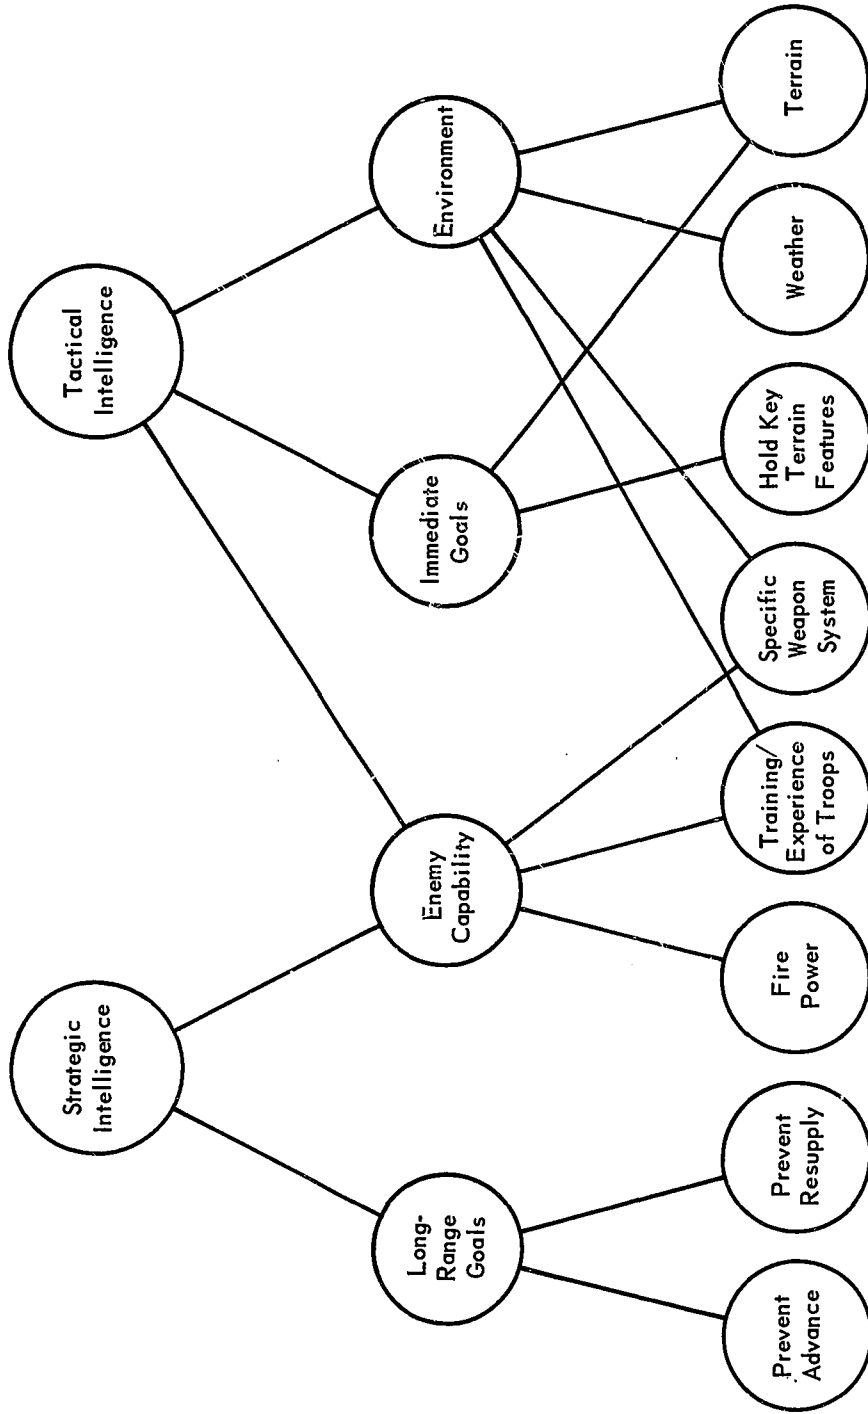 Strategic
Intelligence
Tactical
Intelligence
Long-
Range
Goals
Enemy
Capability
Immediate
Goals
Environment
Prevent
Advance
Prevent
Resupply
Fire
Power
Training/
Experience
of Troops
Specific
Weapon
System
Hold Key
Terrain
Features
Weather
Terrain